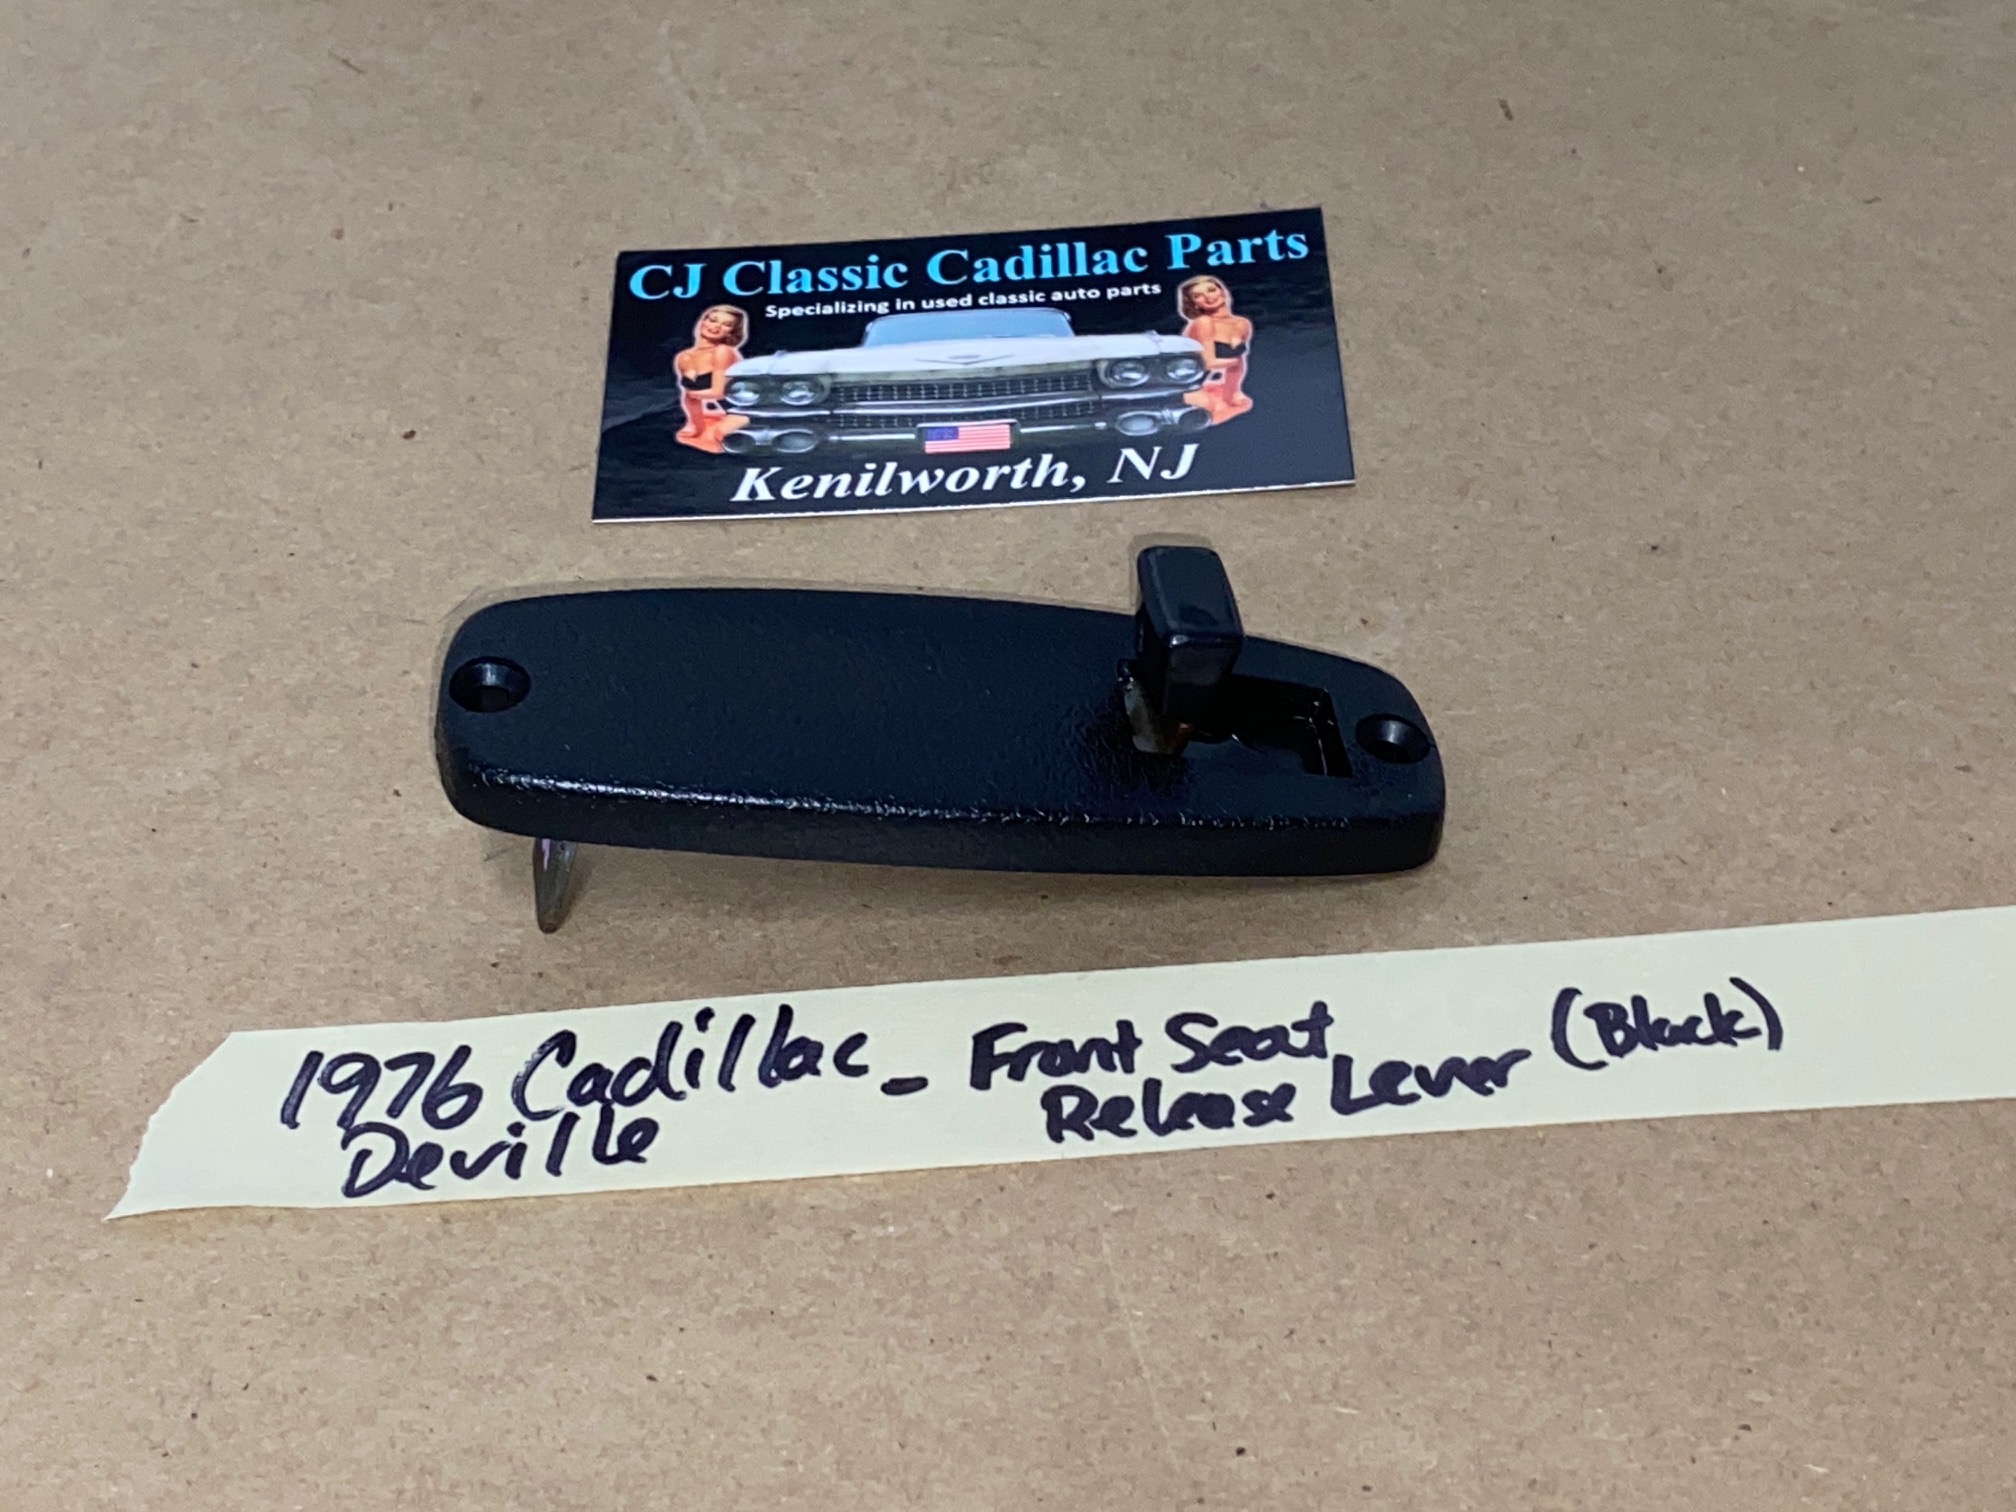 CJ Classic Cadillac Parts
Specializing in used classic auto parts
Kenilworth, NJ
1976 Cadillac - Front Seat
Deville Release Lever (Black)